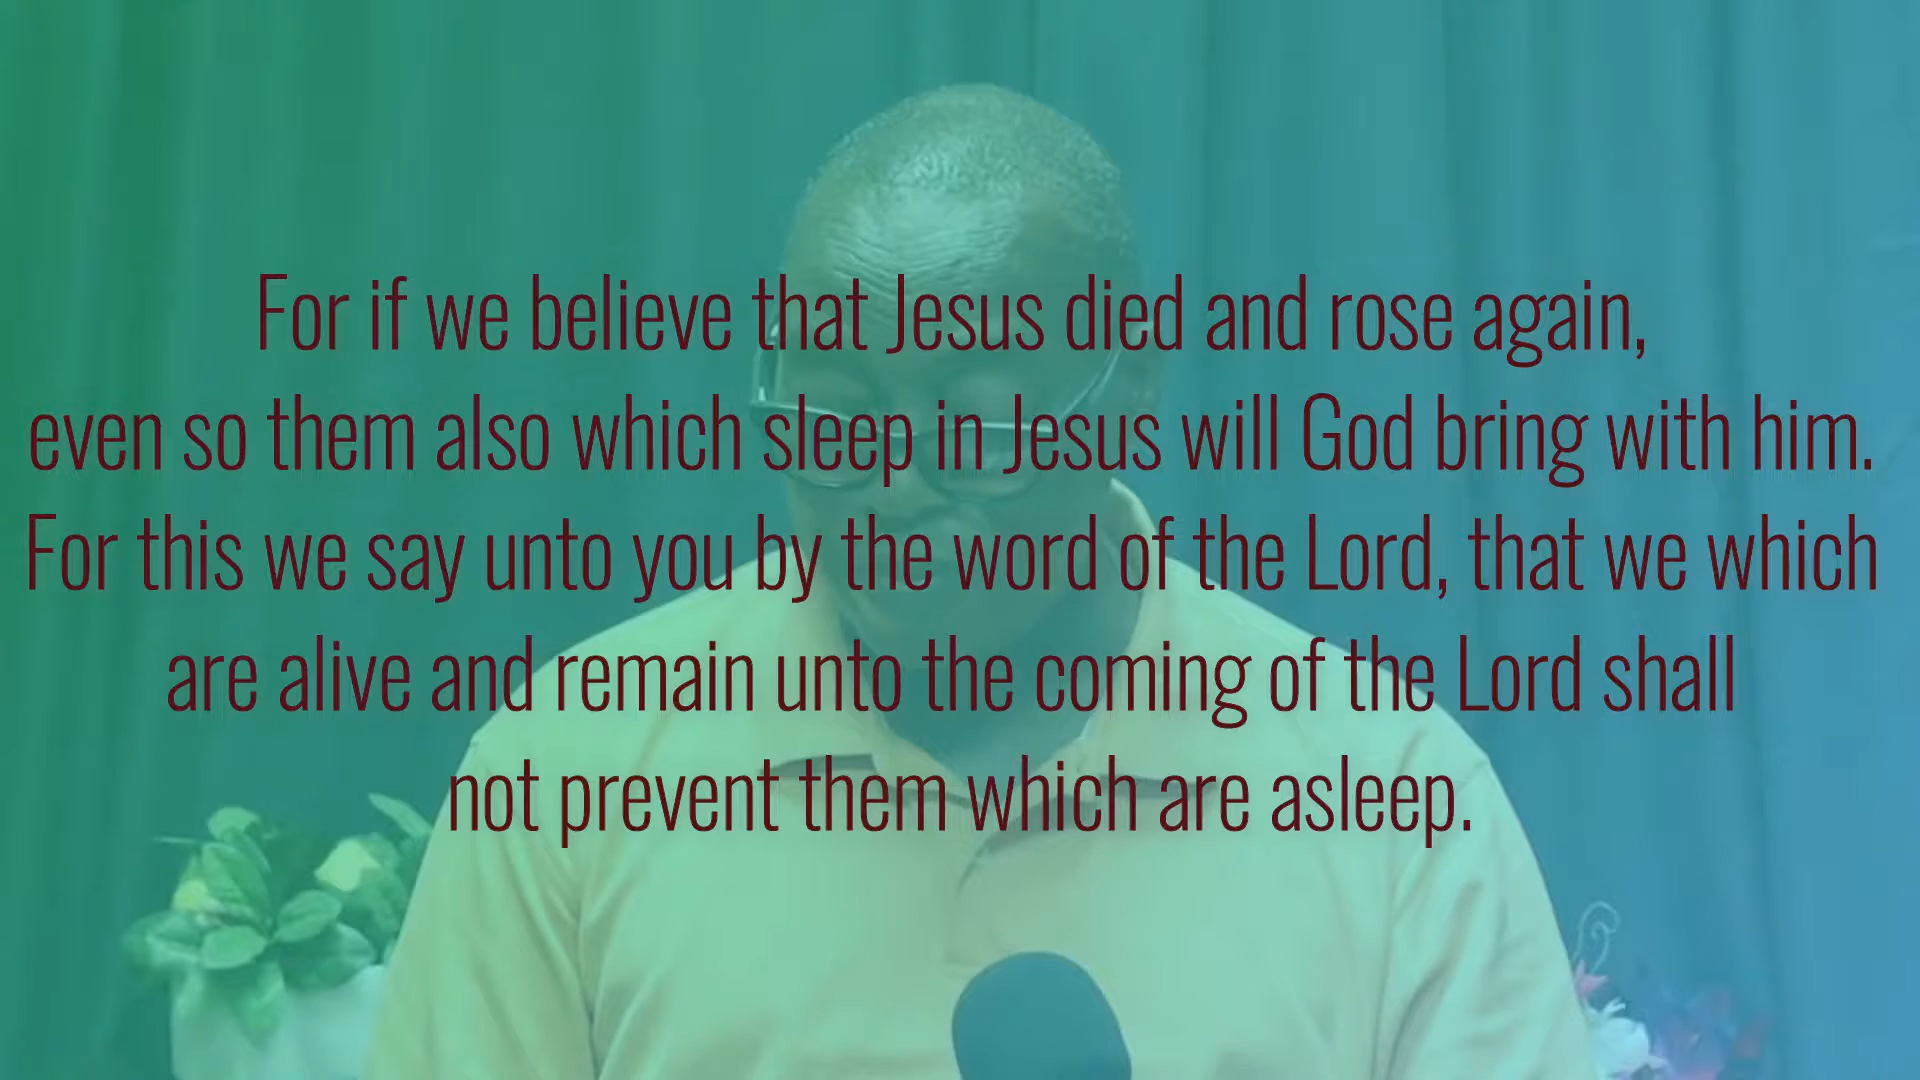 For if we believe that Jesus died and rose again,
even so them also which sleep in Jesus will God bring with him.
For this we say unto you by the word of the Lord, that we which
are alive and remain unto the coming of the Lord shall
not prevent them which are asleep.